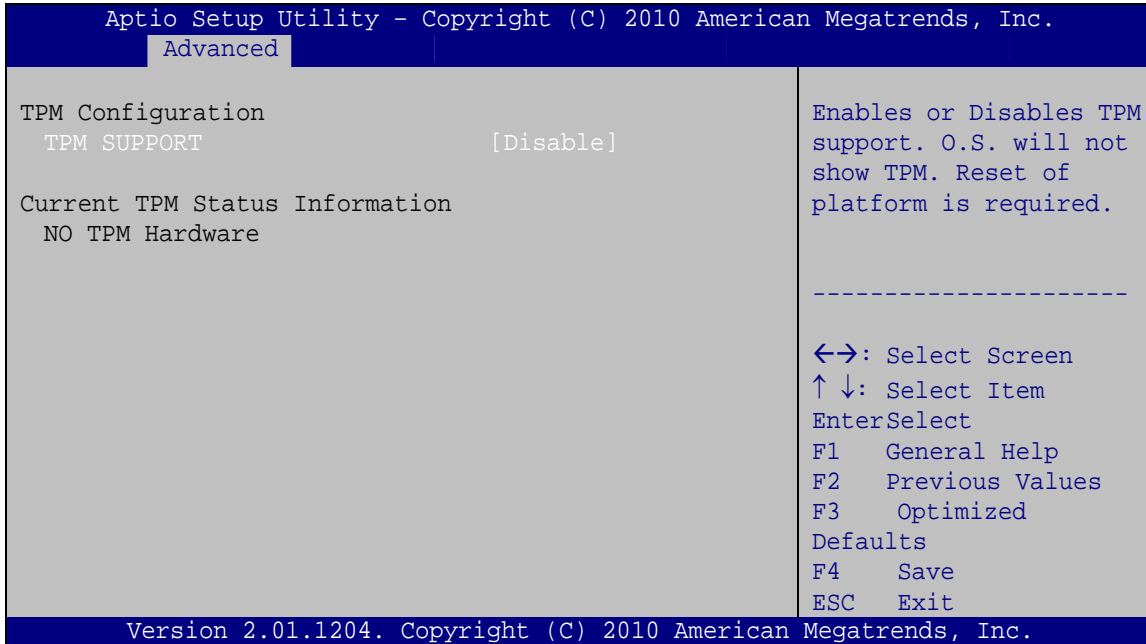 Aptio Setup Utility – Copyright (C) 2010 American Megatrends, Inc.
Advanced
TPM Configuration
TPM SUPPORT [Disable]
Current TPM Status Information
NO TPM Hardware
Enables or Disables TPM
support. O.S. will not
show TPM. Reset of
platform is required.
----------------------
←→: Select Screen
↑ ↓: Select Item
EnterSelect
F1 General Help
F2 Previous Values
F3 Optimized
Defaults
F4 Save
ESC Exit
Version 2.01.1204. Copyright (C) 2010 American Megatrends, Inc.